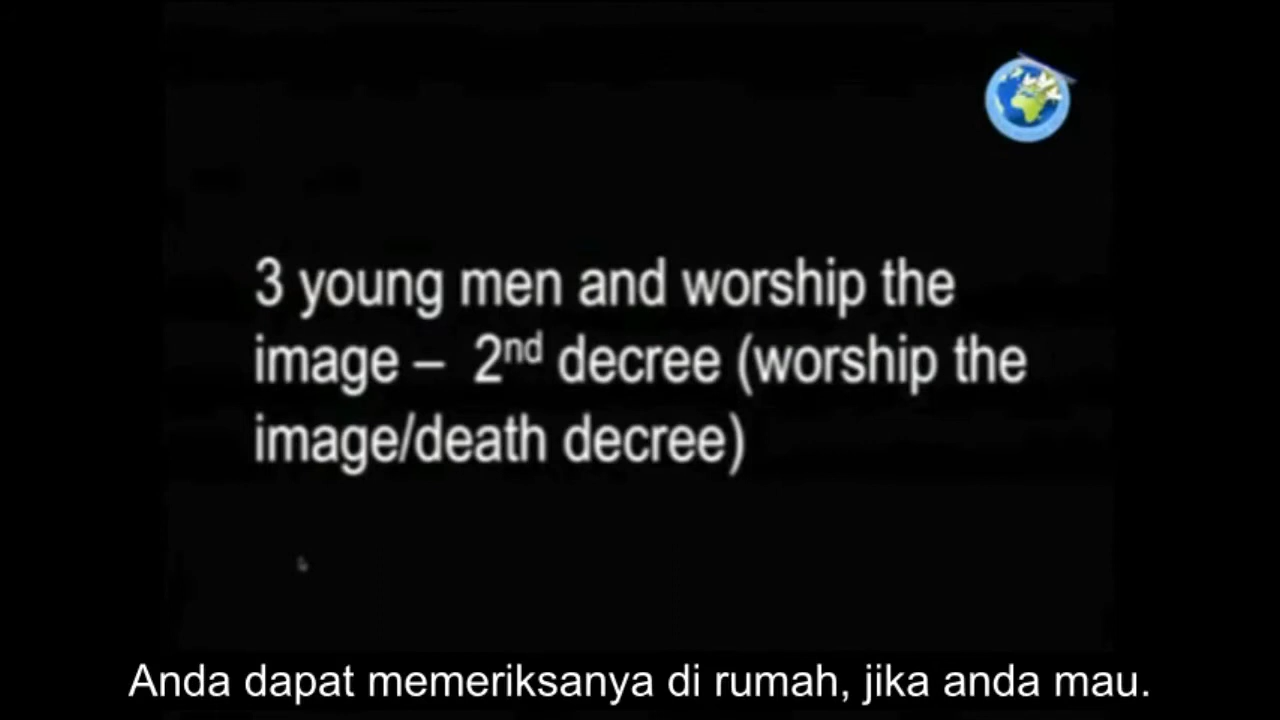 3 young men and worship the
image – 2nd decree (worship the
image/death decree)
Anda dapat memeriksanya di rumah, jika anda mau.